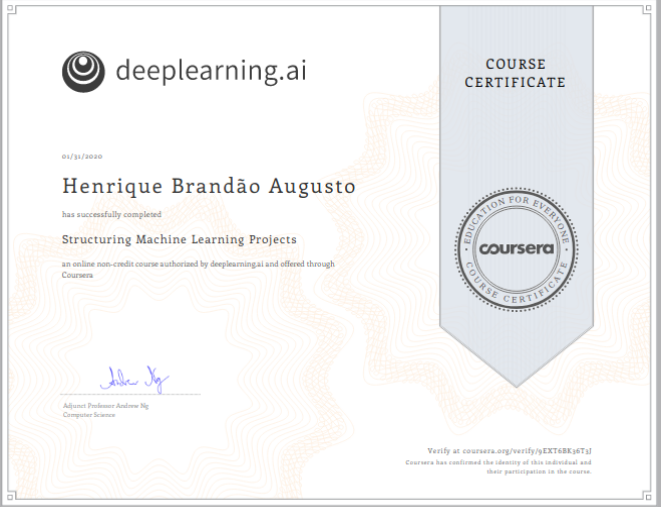 deeplearning.ai
COURSE
CERTIFICATE
01/31/2020
Henrique Brandão Augusto
has successfully completed
Structuring Machine Learning Projects
an online non-credit course authorized by deeplearning.ai and offered through
Coursera
EDUCATION FOR EVERYONE
coursera
COURSE CERTIFICATE
Andrew Ng
Adjunct Professor Andrew Ng
Computer Science
Verify at coursera.org/verify/9EXT6BK36T3J
Coursera has confirmed the identity of this individual and
their participation in the course.